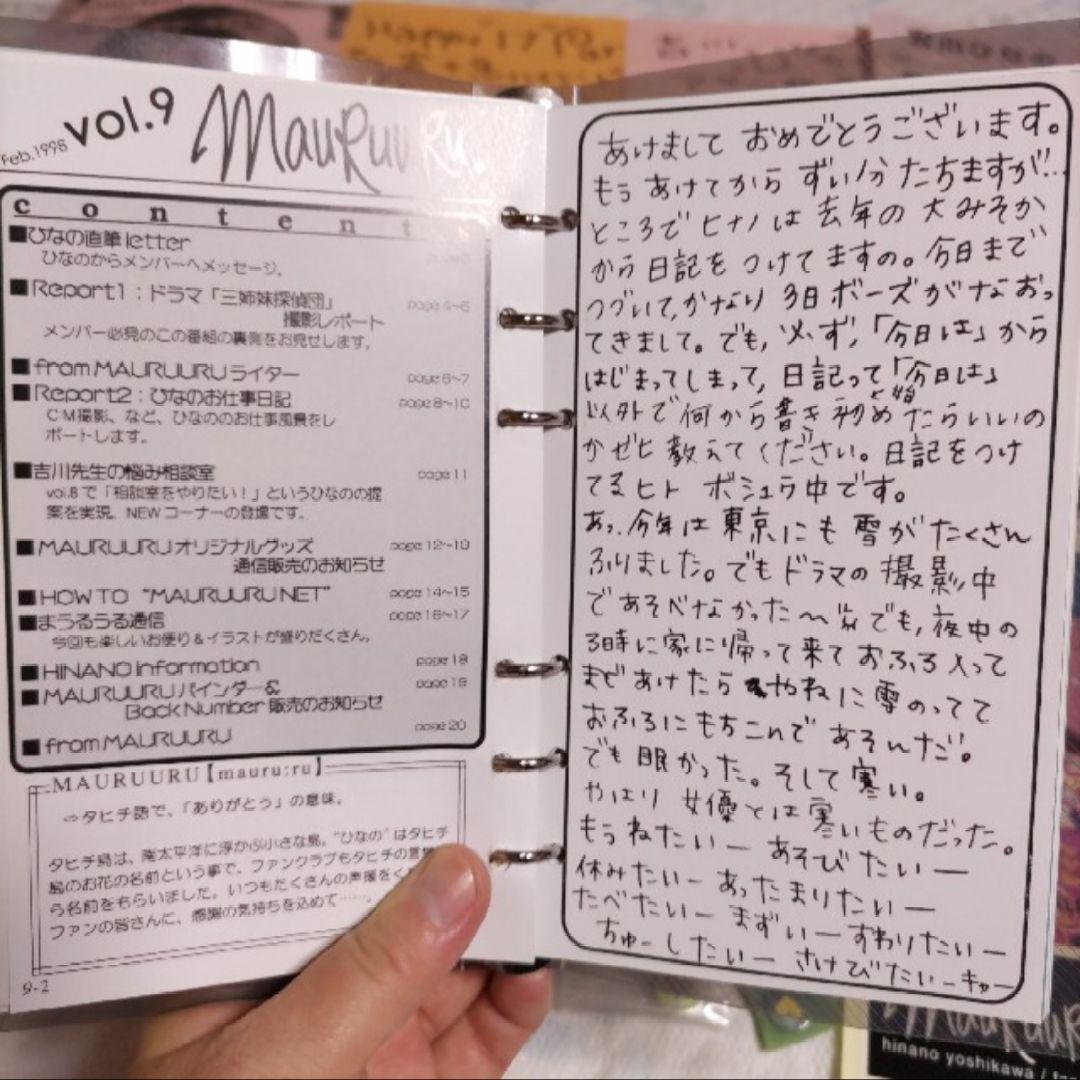 Feb.1998 vol.9 MAURUURU
contents
■ひなの直筆letter
ひなのからメンバーへメッセージ。
■Report1:ドラマ「三姉妹探偵団」 page 4~5
撮影レポート
メンバー必見のこの番組の裏側をお見せします。
■from MAURUURUライター page 6~7
■Report2:ひなのお仕事日記 page 8~10
CM撮影、など、ひなののお仕事風景をレ
ポートします。
■吉川先生の悩み相談室 page 11
vol.8で「相談室をやりたい!」というひなのの提
案を実現、NEWコーナーの登場です。
■MAURUURUオリジナルグッズ page 12~13
通信販売のお知らせ
■HOW TO “MAURUURU NET” page 14~15
■まうるうる通信 page 16~17
今回も楽しいお便り&イラストが盛りだくさん。
■HINANO information page 18
■MAURUURUバインダー& page 19
Back Number 販売のお知らせ
■from MAURUURU page 20
MAURUURU【mauru:ru】
⇨タヒチ語で、「ありがとう」の意味。
タヒチ島は、南太平洋に浮かぶ小さな島。“ひなの”はタヒチ
島のお花の名前という事で、ファンクラブもタヒチの言葉
ら名前をもらいました。いつもたくさんの声援をく
ファンの皆さんに、感謝の気持ちを込めて……。
9-2
あけまして おめでとうございます。
もう あけてから ずい分 たちますが!…
ところで ヒナノ は 去年の 大みそか
から 日記を つけてますの。今日まで
つづいて、かなり 3日ボーズが なおっ
てきまして。でも、必ず、「今日は」から
はじまってしまって、日記って「今日は」
以外で 何から 書き初めたらいいの
始
か ゼヒ 教えて ください。日記をつけ
てるヒト ボシュウ中です。
あっ、今年は 東京にも 雪が たくさん
ふりました。でも ドラマの 撮影中
で あそべなかった〜 でも、夜中の
3時に 家に 帰って 来て おふろ 入って
まどあけたら やねに 雪のってて
おふろに もちこんで あそんだ。
でも 眠かった。そして 寒い。
やはり 女優とは 寒いものだった。
もう ねたいー あそびたいー
休みたいー あったまりたいー
たべたいー まずいー すわりたいー
ちゅーしたいー さけびたいーキャー
MAURUURU
hinano yoshikawa /